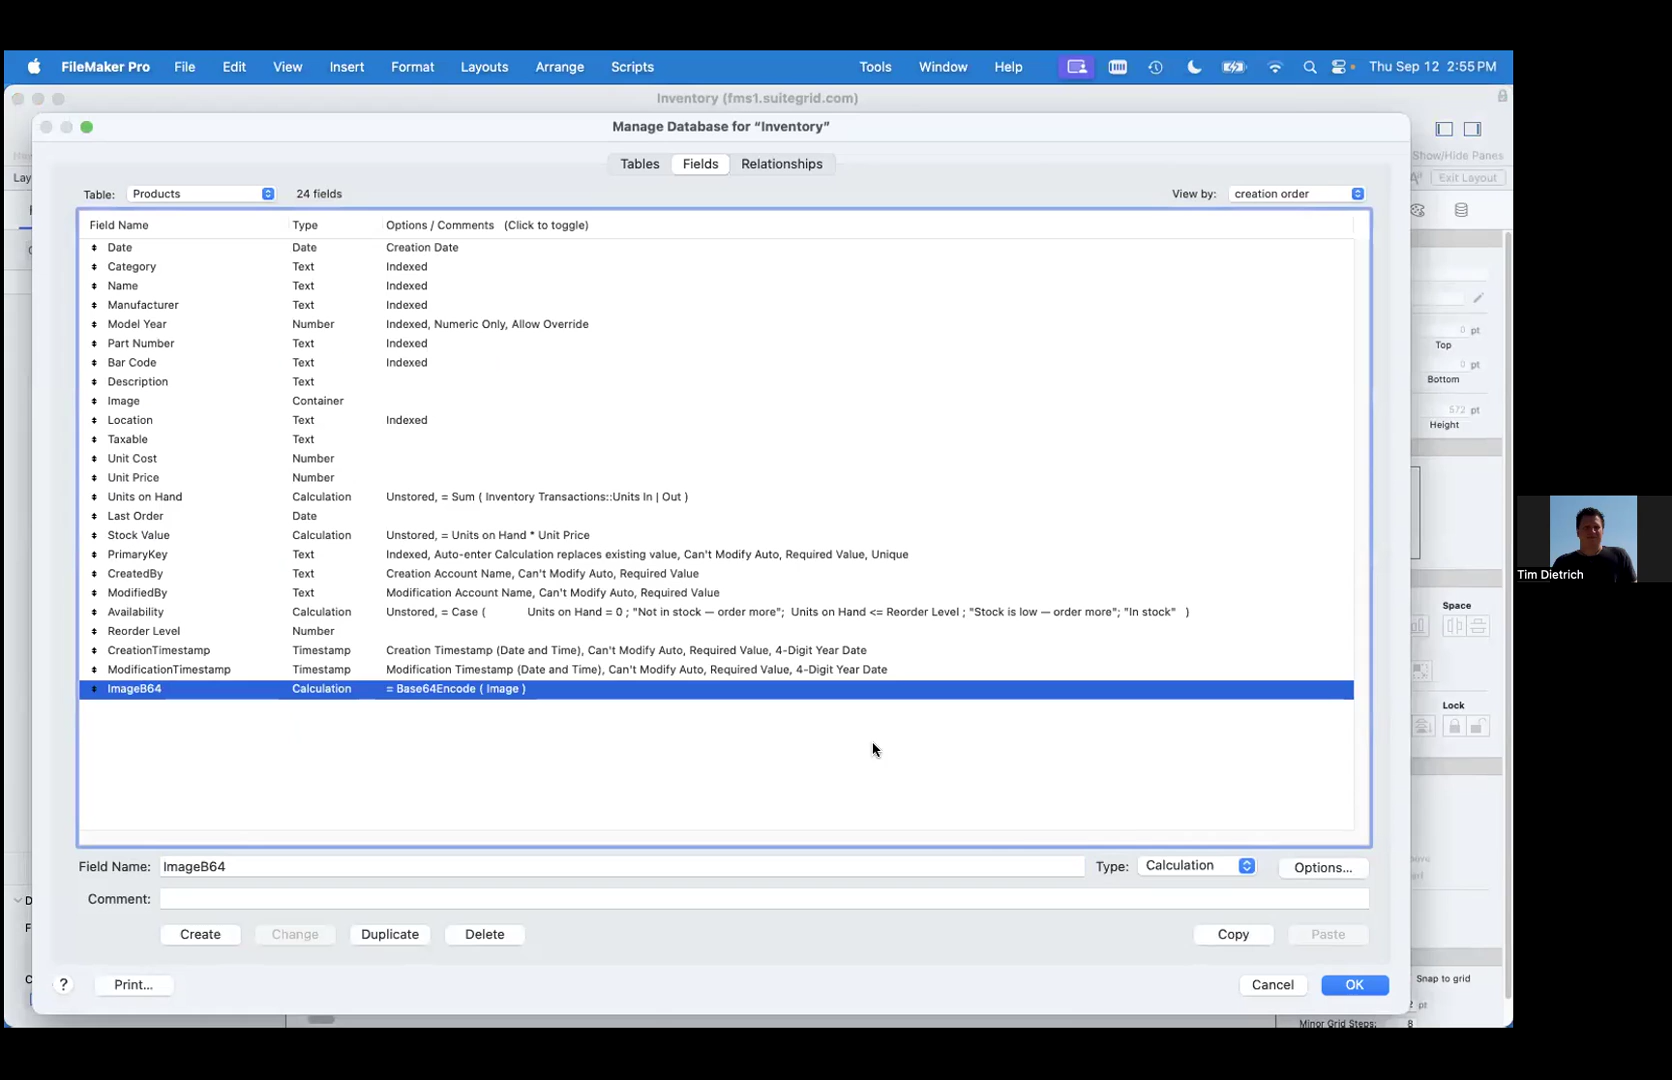 FileMaker Pro File Edit View Insert Format Layouts Arrange Scripts Tools Window Help Thu Sep 12 2:55 PM
Inventory (fms1.suitegrid.com)
Manage Database for “Inventory”
Show/Hide Panes
Tables Fields Relationships
Lay
Exit Layout
Table: Products 24 fields View by: creation order
Field Name Type Options / Comments (Click to toggle)
Date Date Creation Date
Category Text Indexed
Name Text Indexed
Manufacturer Text Indexed
Model Year Number Indexed, Numeric Only, Allow Override
Part Number Text Indexed
Bar Code Text Indexed
Description Text
Image Container
Location Text Indexed
Taxable Text
Unit Cost Number
Unit Price Number
Units on Hand Calculation Unstored, = Sum ( Inventory Transactions::Units In | Out )
Last Order Date
Stock Value Calculation Unstored, = Units on Hand * Unit Price
PrimaryKey Text Indexed, Auto-enter Calculation replaces existing value, Can't Modify Auto, Required Value, Unique
CreatedBy Text Creation Account Name, Can't Modify Auto, Required Value
ModifiedBy Text Modification Account Name, Can't Modify Auto, Required Value
Availability Calculation Unstored, = Case ( Units on Hand = 0 ; "Not in stock — order more"; Units on Hand <= Reorder Level ; "Stock is low — order more"; "In stock" )
Reorder Level Number
CreationTimestamp Timestamp Creation Timestamp (Date and Time), Can't Modify Auto, Required Value, 4-Digit Year Date
ModificationTimestamp Timestamp Modification Timestamp (Date and Time), Can't Modify Auto, Required Value, 4-Digit Year Date
ImageB64 Calculation = Base64Encode ( Image )
0 pt
Top
0 pt
Bottom
572 pt
Height
Space
Lock
Tim Dietrich
Field Name: ImageB64 Type: Calculation Options...
Comment:
Create Change Duplicate Delete Copy Paste
? Print... Cancel OK
Snap to grid
pt
Minor Grid Steps: 8